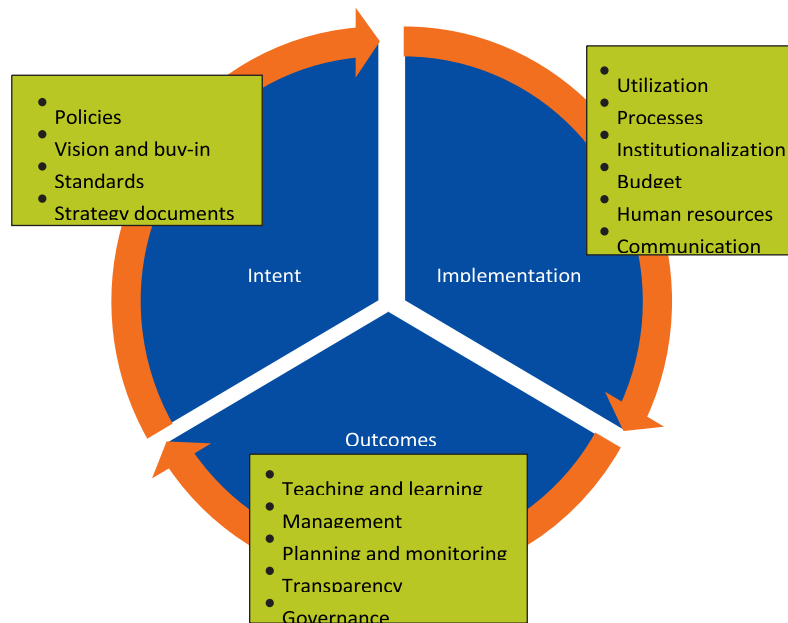 • Policies
• Vision and buy-in
• Standards
• Strategy documents
Intent
• Utilization
• Processes
• Institutionalization
• Budget
• Human resources
• Communication
Implementation
Outcomes
• Teaching and learning
• Management
• Planning and monitoring
• Transparency
• Governance